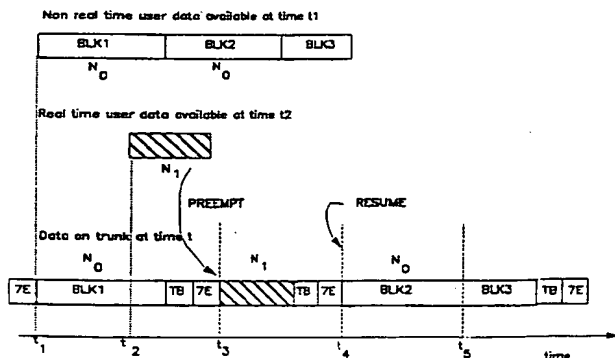 Non real time user data available at time t1
BLK1 BLK2 BLK3
N0 N0
Real time user data available at time t2
N1
PREEMPT RESUME
Data on trunk at time t
N0 N1 N0
7E BLK1 TB 7E TB 7E BLK2 BLK3 TB 7E
t1 t2 t3 t4 t5 time